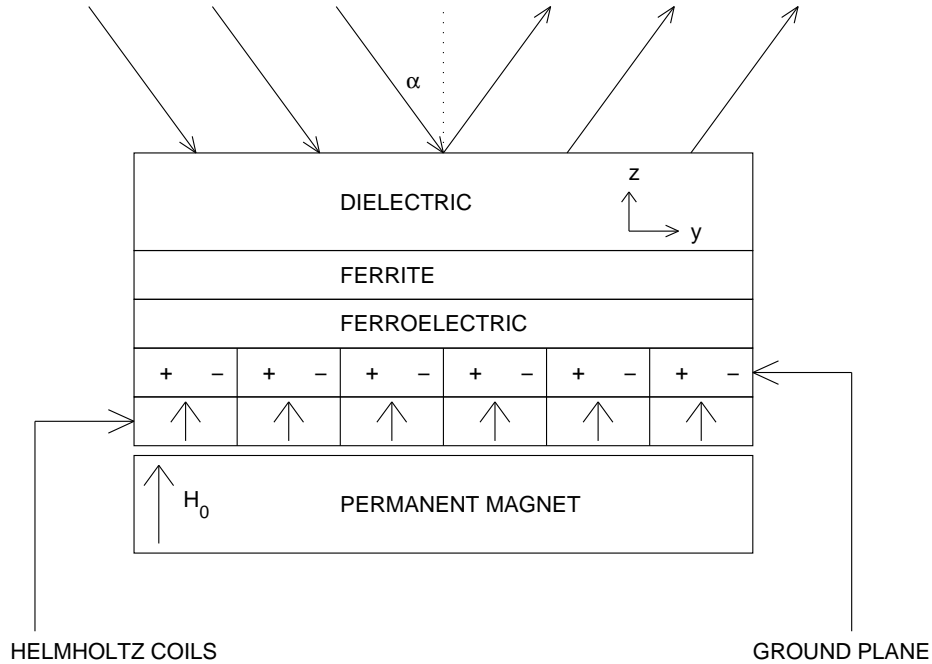 α
z
DIELECTRIC
y
FERRITE
FERROELECTRIC
+ − + − + − + − + − + −
H0
PERMANENT MAGNET
HELMHOLTZ COILS
GROUND PLANE